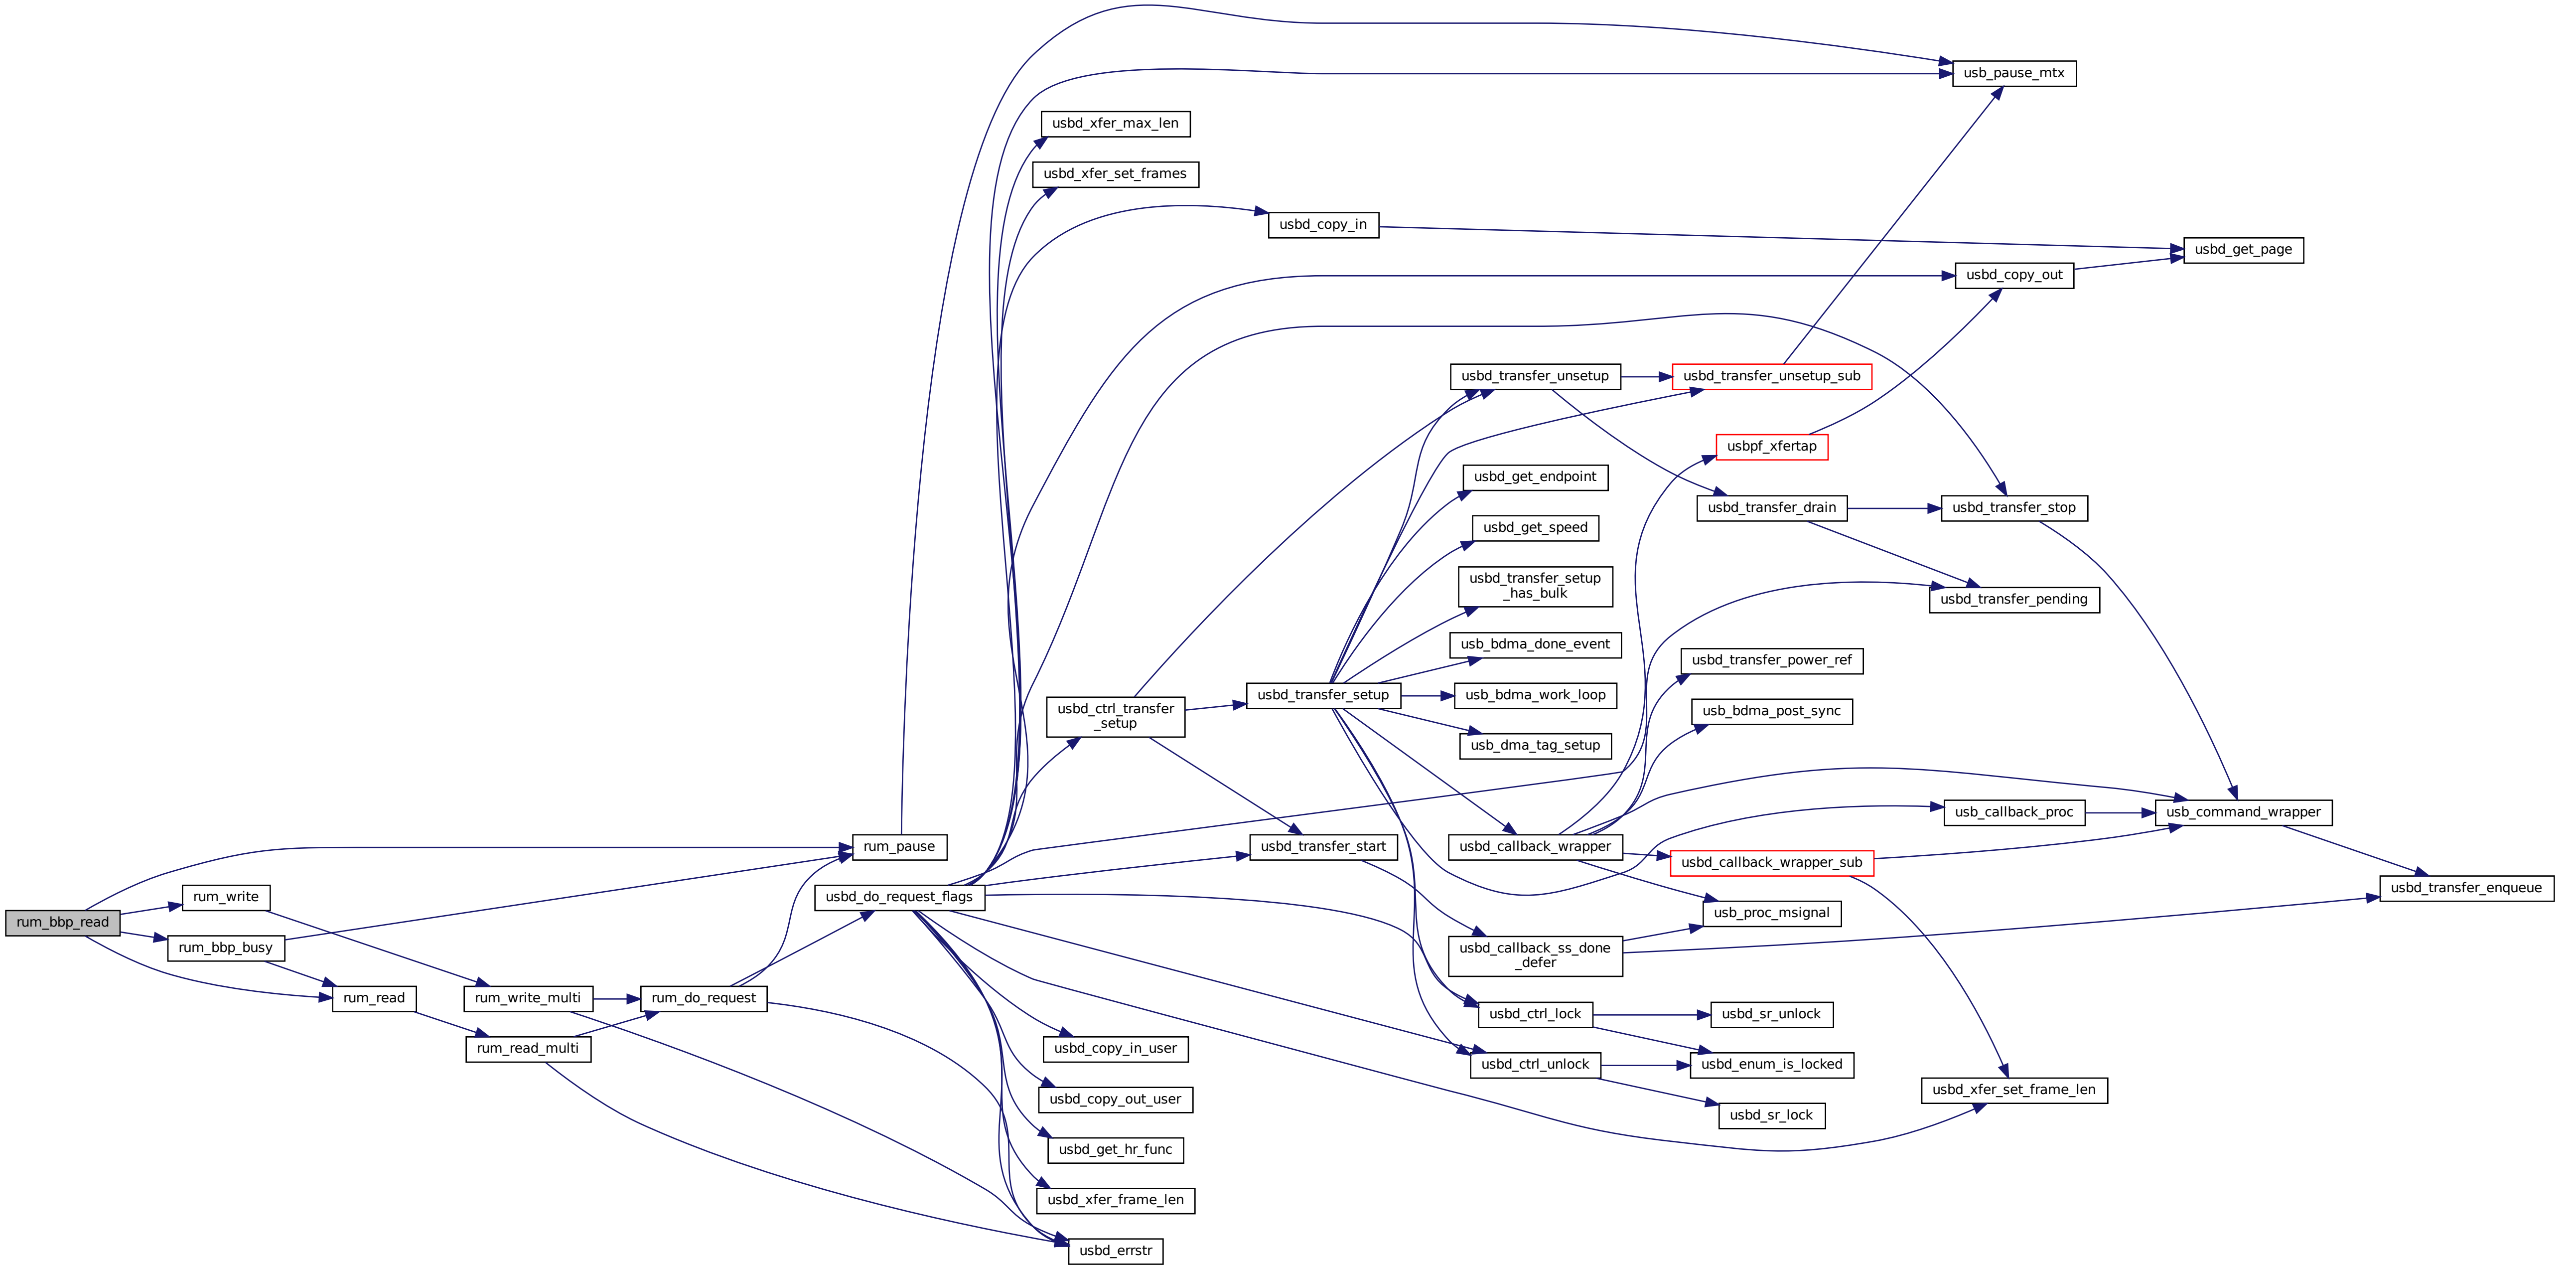 usb_pause_mtx
usbd_xfer_max_len
usbd_xfer_set_frames
usbd_copy_in
usbd_get_page
usbd_copy_out
usbd_transfer_unsetup
usbd_transfer_unsetup_sub
usbpf_xfertap
usbd_get_endpoint
usbd_transfer_drain
usbd_transfer_stop
usbd_get_speed
usbd_transfer_setup
_has_bulk
usbd_transfer_pending
usb_bdma_done_event
usbd_transfer_power_ref
usbd_transfer_setup
usb_bdma_work_loop
usbd_ctrl_transfer
_setup
usb_bdma_post_sync
usb_dma_tag_setup
usb_callback_proc
usb_command_wrapper
rum_pause
usbd_transfer_start
usbd_callback_wrapper
usbd_callback_wrapper_sub
usbd_transfer_enqueue
rum_write
usbd_do_request_flags
usb_proc_msignal
rum_bbp_read
rum_bbp_busy
usbd_callback_ss_done
_defer
rum_read
rum_write_multi
rum_do_request
usbd_ctrl_lock
usbd_sr_unlock
rum_read_multi
usbd_copy_in_user
usbd_ctrl_unlock
usbd_enum_is_locked
usbd_xfer_set_frame_len
usbd_copy_out_user
usbd_sr_lock
usbd_get_hr_func
usbd_xfer_frame_len
usbd_errstr